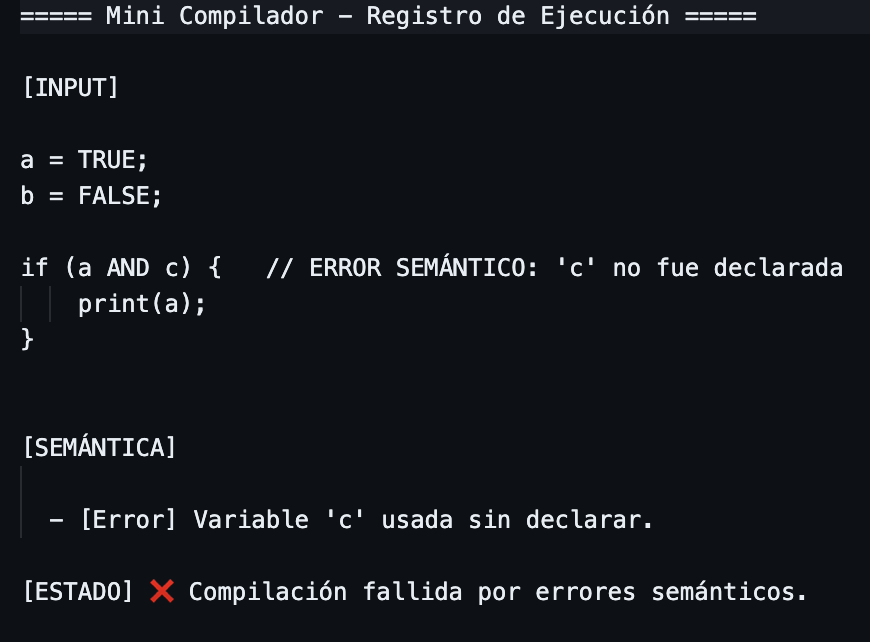 ===== Mini Compilador - Registro de Ejecución =====
[INPUT]
a = TRUE;
b = FALSE;
if (a AND c) {   // ERROR SEMÁNTICO: 'c' no fue declarada
    print(a);
}
[SEMÁNTICA]
  - [Error] Variable 'c' usada sin declarar.
[ESTADO] ❌ Compilación fallida por errores semánticos.